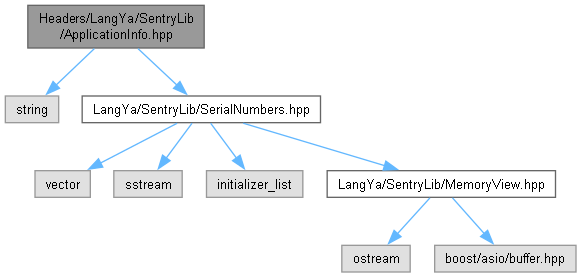 Headers/LangYa/SentryLib
/ApplicationInfo.hpp
string
LangYa/SentryLib/SerialNumbers.hpp
vector
sstream
initializer_list
LangYa/SentryLib/MemoryView.hpp
ostream
boost/asio/buffer.hpp